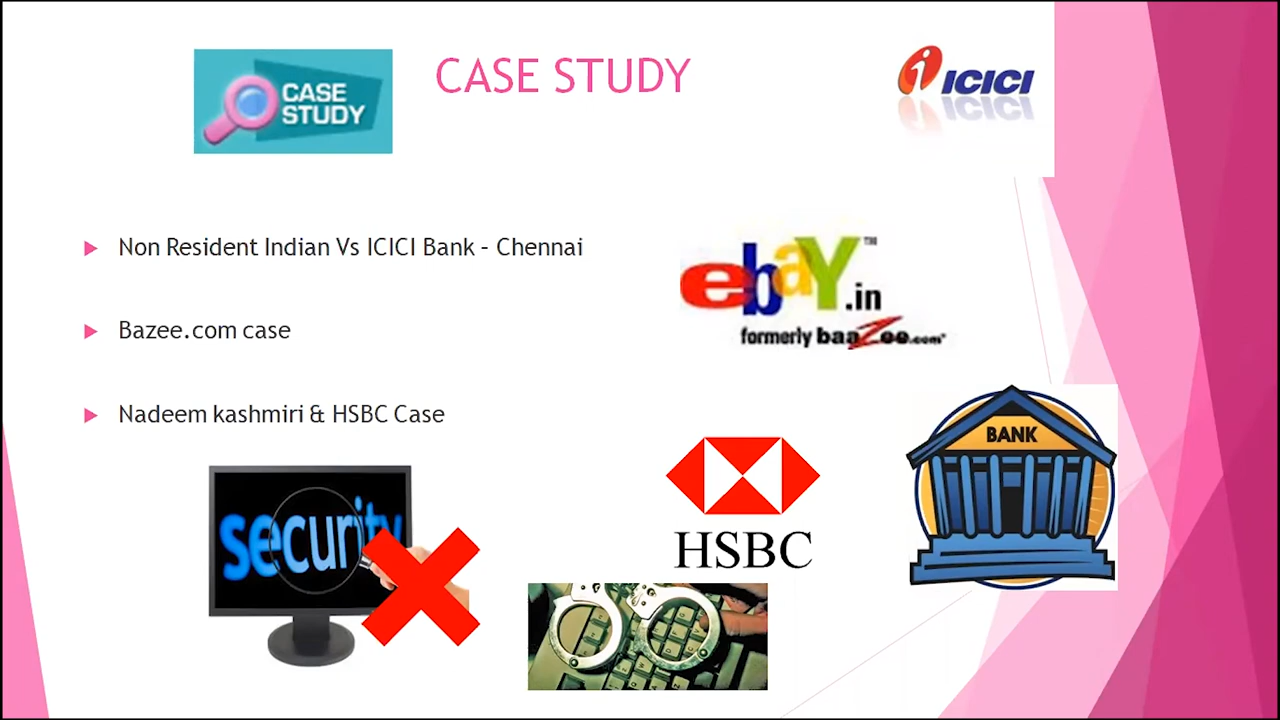 CASE STUDY
CASE
STUDY
i ICICI
Non Resident Indian Vs ICICI Bank – Chennai
ebaY™.in
formerly baaZee.com
Bazee.com case
Nadeem kashmiri & HSBC Case
BANK
security
HSBC